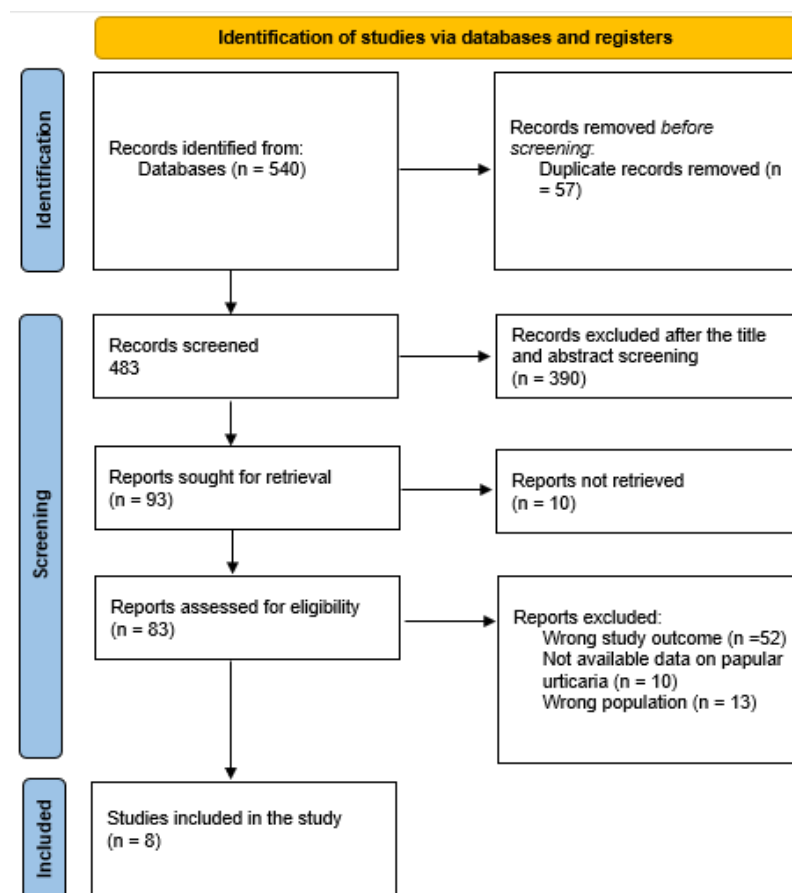 Identification of studies via databases and registers
Identification
Records identified from:
Databases (n = 540)
Records removed before
screening:
Duplicate records removed (n
= 57)
Screening
Records screened
483
Records excluded after the title
and abstract screening
(n = 390)
Reports sought for retrieval
(n = 93)
Reports not retrieved
(n = 10)
Reports assessed for eligibility
(n = 83)
Reports excluded:
Wrong study outcome (n =52)
Not available data on papular
urticaria (n = 10)
Wrong population (n = 13)
Included
Studies included in the study
(n = 8)